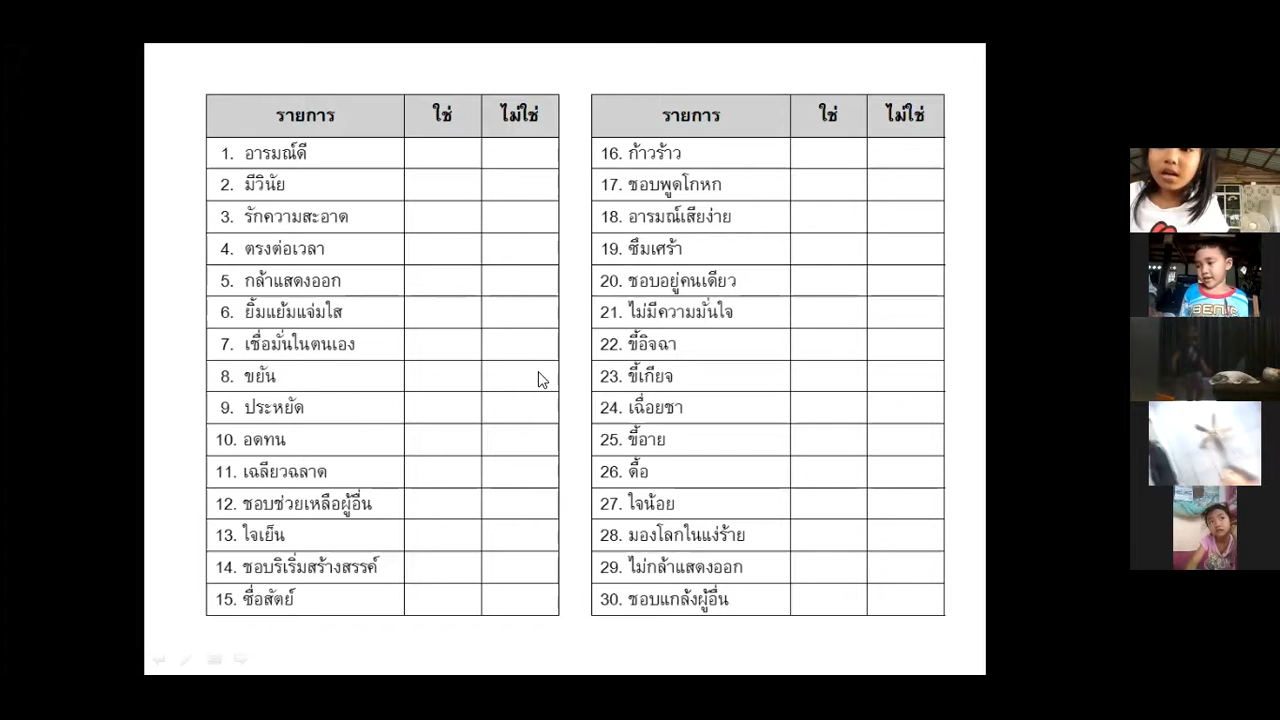 รายการ ใช่ ไม่ใช่
1. อารมณ์ดี
2. มีวินัย
3. รักความสะอาด
4. ตรงต่อเวลา
5. กล้าแสดงออก
6. ยิ้มแย้มแจ่มใส
7. เชื่อมั่นในตนเอง
8. ขยัน
9. ประหยัด
10. อดทน
11. เฉลียวฉลาด
12. ชอบช่วยเหลือผู้อื่น
13. ใจเย็น
14. ชอบริเริ่มสร้างสรรค์
15. ซื่อสัตย์
รายการ ใช่ ไม่ใช่
16. ก้าวร้าว
17. ชอบพูดโกหก
18. อารมณ์เสียง่าย
19. ซึมเศร้า
20. ชอบอยู่คนเดียว
21. ไม่มีความมั่นใจ
22. ขี้อิจฉา
23. ขี้เกียจ
24. เฉื่อยชา
25. ขี้อาย
26. ดื้อ
27. ใจน้อย
28. มองโลกในแง่ร้าย
29. ไม่กล้าแสดงออก
30. ชอบแกล้งผู้อื่น